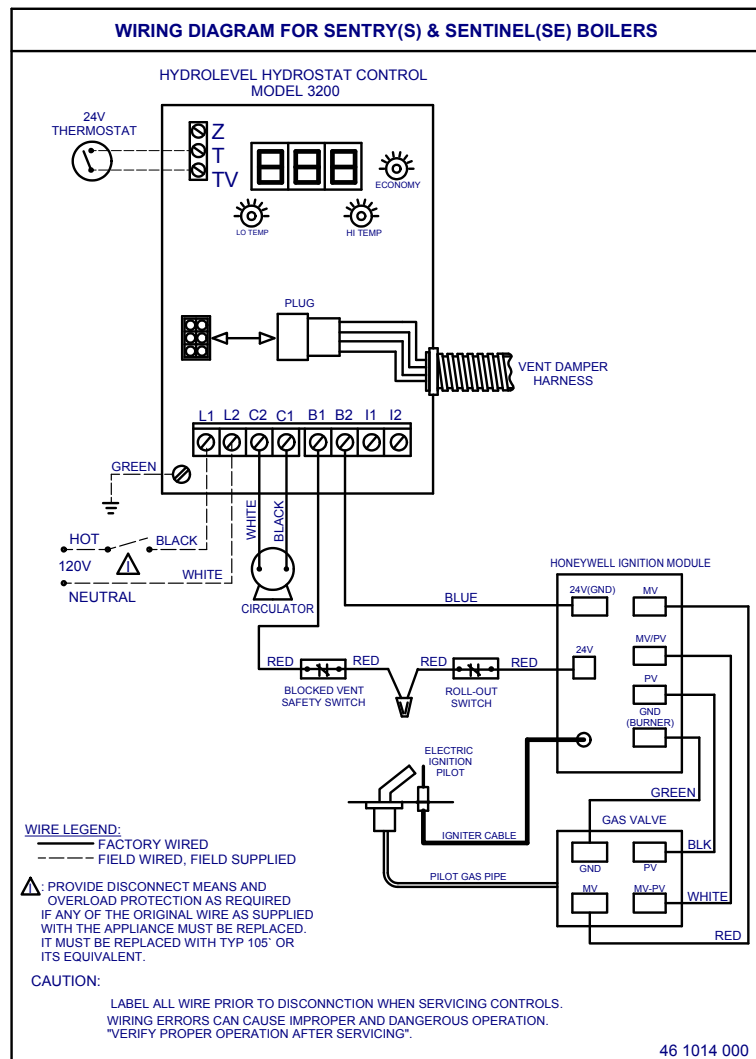 WIRING DIAGRAM FOR SENTRY(S) & SENTINEL(SE) BOILERS
HYDROLEVEL HYDROSTAT CONTROL
MODEL 3200
24V
THERMOSTAT
Z
T
TV
888
ECONOMY
LO TEMP
HI TEMP
PLUG
VENT DAMPER
HARNESS
L1 L2 C2 C1 B1 B2 I1 I2
GREEN
WHITE
BLACK
HOT
BLACK
120V
WHITE
NEUTRAL
CIRCULATOR
BLUE
HONEYWELL IGNITION MODULE
24V(GND)
MV
MV/PV
24V
PV
GND
(BURNER)
RED
RED
RED
RED
BLOCKED VENT
SAFETY SWITCH
ROLL-OUT
SWITCH
ELECTRIC
IGNITION
PILOT
GREEN
GAS VALVE
IGNITER CABLE
BLK
GND
PV
PILOT GAS PIPE
MV
MV-PV
WHITE
RED
WIRE LEGEND:
FACTORY WIRED
FIELD WIRED, FIELD SUPPLIED
: PROVIDE DISCONNECT MEANS AND
OVERLOAD PROTECTION AS REQUIRED
IF ANY OF THE ORIGINAL WIRE AS SUPPLIED
WITH THE APPLIANCE MUST BE REPLACED.
IT MUST BE REPLACED WITH TYP 105` OR
ITS EQUIVALENT.
CAUTION:
LABEL ALL WIRE PRIOR TO DISCONNCTION WHEN SERVICING CONTROLS.
WIRING ERRORS CAN CAUSE IMPROPER AND DANGEROUS OPERATION.
"VERIFY PROPER OPERATION AFTER SERVICING".
46 1014 000